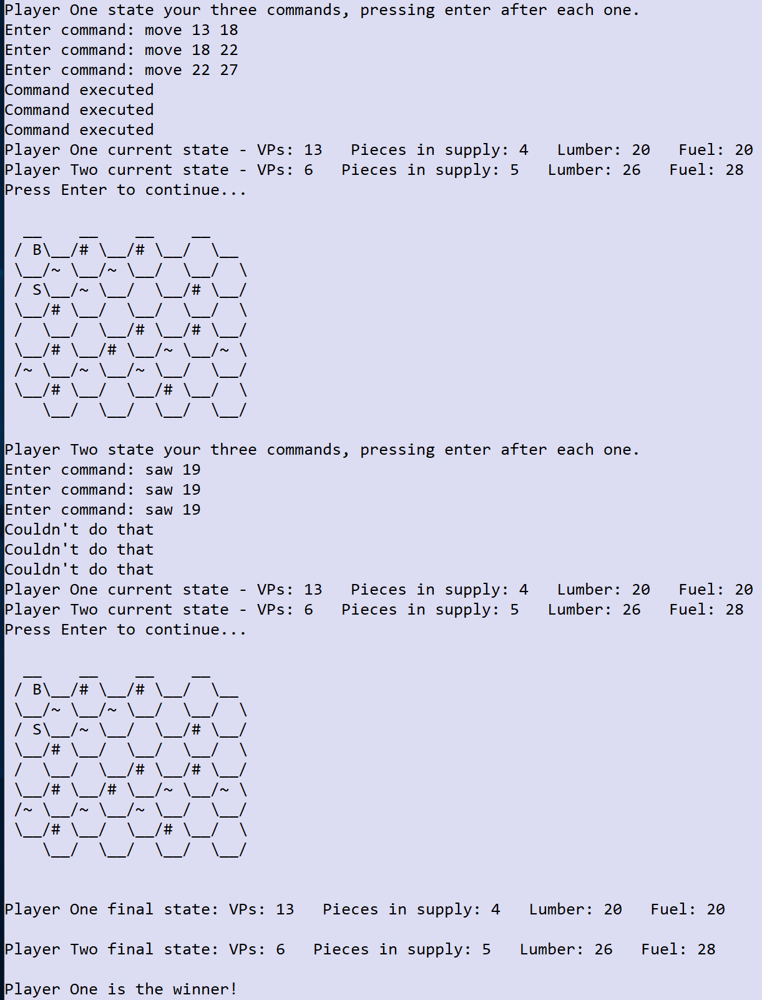 Player One state your three commands, pressing enter after each one.
Enter command: move 13 18
Enter command: move 18 22
Enter command: move 22 27
Command executed
Command executed
Command executed
Player One current state - VPs: 13   Pieces in supply: 4   Lumber: 20   Fuel: 20
Player Two current state - VPs: 6   Pieces in supply: 5   Lumber: 26   Fuel: 28
Press Enter to continue...
  __    __    __    __
 / B\__/# \__/# \__/  \__
 \__/~ \__/~ \__/  \__/  \
 / S\__/~ \__/  \__/# \__/
 \__/# \__/  \__/  \__/  \
 /  \__/  \__/# \__/# \__/
 \__/# \__/# \__/~ \__/~ \
 /~ \__/~ \__/~ \__/  \__/
 \__/# \__/  \__/# \__/  \
    \__/  \__/  \__/  \__/
Player Two state your three commands, pressing enter after each one.
Enter command: saw 19
Enter command: saw 19
Enter command: saw 19
Couldn't do that
Couldn't do that
Couldn't do that
Player One current state - VPs: 13   Pieces in supply: 4   Lumber: 20   Fuel: 20
Player Two current state - VPs: 6   Pieces in supply: 5   Lumber: 26   Fuel: 28
Press Enter to continue...
  __    __    __    __
 / B\__/# \__/# \__/  \__
 \__/~ \__/~ \__/  \__/  \
 / S\__/~ \__/  \__/# \__/
 \__/# \__/  \__/  \__/  \
 /  \__/  \__/# \__/# \__/
 \__/# \__/# \__/~ \__/~ \
 /~ \__/~ \__/~ \__/  \__/
 \__/# \__/  \__/# \__/  \
    \__/  \__/  \__/  \__/
Player One final state: VPs: 13   Pieces in supply: 4   Lumber: 20   Fuel: 20
Player Two final state: VPs: 6   Pieces in supply: 5   Lumber: 26   Fuel: 28
Player One is the winner!